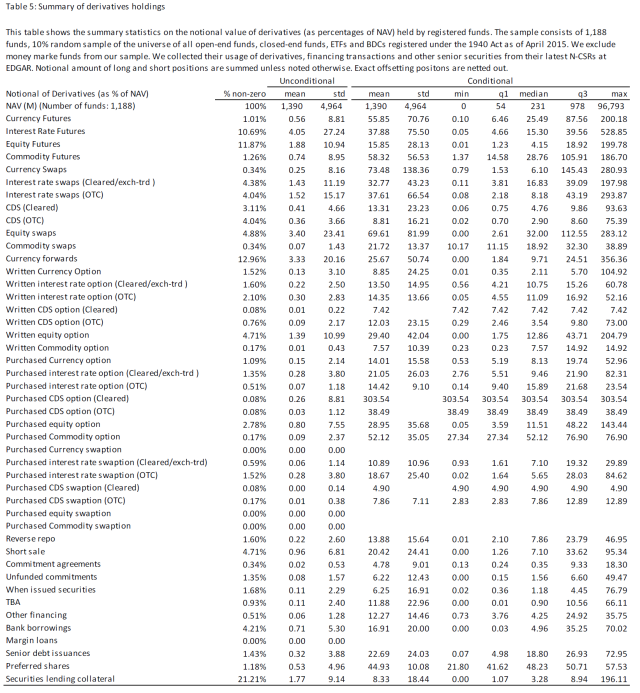 Table 5: Summary of derivatives holdings
This table shows the summary statistics on the notional value of derivatives (as percentages of NAV) held by registered funds. The sample consists of 1,188
funds, 10% random sample of the universe of all open-end funds, closed-end funds, ETFs and BDCs registered under the 1940 Act as of April 2015. We exclude
money marke funds from our sample. We collected their usage of derivatives, financing transactions and other senior securities from their latest N-CSRs at
EDGAR. Notional amount of long and short positions are summed unless noted otherwise. Exact offsetting positons are netted out.
Unconditional Conditional
Notional of Derivatives (as % of NAV) % non-zero mean std mean std min q1 median q3 max
NAV (M) (Number of funds: 1,188) 100% 1,390 4,964 1,390 4,964 0 54 231 978 96,793
Currency Futures 1.01% 0.56 8.81 55.85 70.76 0.10 6.46 25.49 87.56 200.18
Interest Rate Futures 10.69% 4.05 27.24 37.88 75.50 0.05 4.66 15.30 39.56 528.85
Equity Futures 11.87% 1.88 10.94 15.85 28.13 0.01 1.23 4.15 18.92 199.78
Commodity Futures 1.26% 0.74 8.95 58.32 56.53 1.37 14.58 28.76 105.91 186.70
Currency Swaps 0.34% 0.25 8.16 73.48 138.36 0.79 1.53 6.10 145.43 280.93
Interest rate swaps (Cleared/exch-trd ) 4.38% 1.43 11.19 32.77 43.23 0.11 3.81 16.83 39.09 197.98
Interest rate swaps (OTC) 4.04% 1.52 15.17 37.61 66.54 0.08 2.18 8.18 43.19 293.87
CDS (Cleared) 3.11% 0.41 4.66 13.31 23.23 0.06 0.75 4.76 9.86 93.63
CDS (OTC) 4.04% 0.36 3.66 8.81 16.21 0.02 0.70 2.90 8.60 75.39
Equity swaps 4.88% 3.40 23.41 69.61 81.99 0.00 2.61 32.00 112.55 283.12
Commodity swaps 0.34% 0.07 1.43 21.72 13.37 10.17 11.15 18.92 32.30 38.89
Currency forwards 12.96% 3.33 20.16 25.67 50.74 0.00 1.84 9.71 24.51 356.36
Written Currency Option 1.52% 0.13 3.10 8.85 24.25 0.01 0.35 2.11 5.70 104.92
Written interest rate option (Cleared/exch-trd ) 1.60% 0.22 2.50 13.50 14.95 0.56 4.21 10.75 15.26 60.78
Written interest rate option (OTC) 2.10% 0.30 2.83 14.35 13.66 0.05 4.55 11.09 16.92 52.16
Written CDS option (Cleared) 0.08% 0.01 0.22 7.42 7.42 7.42 7.42 7.42 7.42
Written CDS option (OTC) 0.76% 0.09 2.17 12.03 23.15 0.29 2.46 3.54 9.80 73.00
Written equity option 4.71% 1.39 10.99 29.40 42.04 0.00 1.75 12.86 43.71 204.79
Written Commodity option 0.17% 0.01 0.43 7.57 10.39 0.23 0.23 7.57 14.92 14.92
Purchased Currency option 1.09% 0.15 2.14 14.01 15.58 0.53 5.19 8.13 19.74 52.96
Purchased interest rate option (Cleared/exch-trd ) 1.35% 0.28 3.80 21.05 26.03 2.76 5.51 9.46 21.90 82.31
Purchased interest rate option (OTC) 0.51% 0.07 1.18 14.42 9.10 0.14 9.40 15.89 21.68 23.54
Purchased CDS option (Cleared) 0.08% 0.26 8.81 303.54 303.54 303.54 303.54 303.54 303.54
Purchased CDS option (OTC) 0.08% 0.03 1.12 38.49 38.49 38.49 38.49 38.49 38.49
Purchased equity option 2.78% 0.80 7.55 28.95 35.68 0.05 3.59 11.51 48.22 143.44
Purchased Commodity option 0.17% 0.09 2.37 52.12 35.05 27.34 27.34 52.12 76.90 76.90
Purchased Currency swaption 0.00% 0.00 0.00
Purchased interest rate swaption (Cleared/exch-trd) 0.59% 0.06 1.14 10.89 10.96 0.93 1.61 7.10 19.32 29.89
Purchased interest rate swaption (OTC) 1.52% 0.28 3.80 18.67 25.40 0.02 1.64 5.65 28.03 84.62
Purchased CDS swaption (Cleared) 0.08% 0.00 0.14 4.90 4.90 4.90 4.90 4.90 4.90
Purchased CDS swaption (OTC) 0.17% 0.01 0.38 7.86 7.11 2.83 2.83 7.86 12.89 12.89
Purchased equity swaption 0.00% 0.00 0.00
Purchased Commodity swaption 0.00% 0.00 0.00
Reverse repo 1.60% 0.22 2.60 13.88 15.64 0.01 2.10 7.86 23.79 46.95
Short sale 4.71% 0.96 6.81 20.42 24.41 0.00 1.26 7.10 33.62 95.34
Commitment agreements 0.34% 0.02 0.53 4.78 9.01 0.13 0.24 0.35 9.33 18.30
Unfunded commitments 1.35% 0.08 1.57 6.22 12.43 0.00 0.15 1.56 6.60 49.47
When issued securities 1.68% 0.11 2.29 6.25 16.91 0.02 0.36 1.18 4.45 76.79
TBA 0.93% 0.11 2.40 11.88 22.96 0.00 0.01 0.90 10.56 66.11
Other financing 0.51% 0.06 1.28 12.27 14.46 0.73 3.76 4.25 24.92 35.75
Bank borrowings 4.21% 0.71 5.30 16.91 20.00 0.00 0.03 4.96 35.25 70.02
Margin loans 0.00% 0.00 0.00
Senior debt issuances 1.43% 0.32 3.88 22.69 24.03 0.07 4.98 18.80 26.93 72.95
Preferred shares 1.18% 0.53 4.96 44.93 10.08 21.80 41.62 48.23 50.71 57.53
Securities lending collateral 21.21% 1.77 9.14 8.33 18.44 0.00 1.07 3.28 8.94 196.11